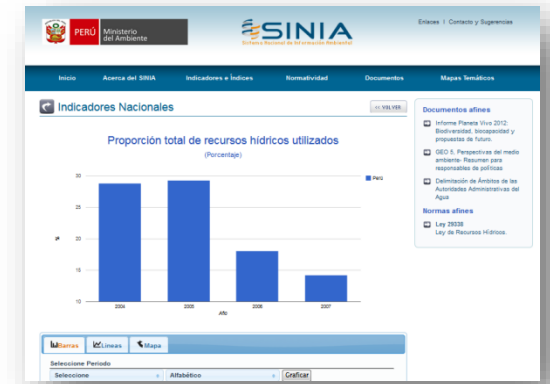 PERÚ
Ministerio
del Ambiente
SINIA
Sistema Nacional de Información Ambiental
Enlaces | Contacto y Sugerencias
Inicio
Acerca del SINIA
Indicadores e Índices
Normatividad
Documentos
Mapas Temáticos
Indicadores Nacionales
<< VOLVER
Proporción total de recursos hídricos utilizados
(Porcentaje)
30
25
20
15
10
%
2004
2005
2006
2007
Año
Perú
Documentos afines
Informe Planeta Vivo 2012:
Biodiversidad, biocapacidad y
propuestas de futuro.
GEO 5, Perspectivas del medio
ambiente- Resumen para
responsables de políticas
Delimitación de Ámbitos de las
Autoridades Administrativas del
Agua
Normas afines
Ley 29338
Ley de Recursos Hídricos.
Barras
Lineas
Mapa
Seleccione Periodo
Seleccione
Alfabético
Graficar